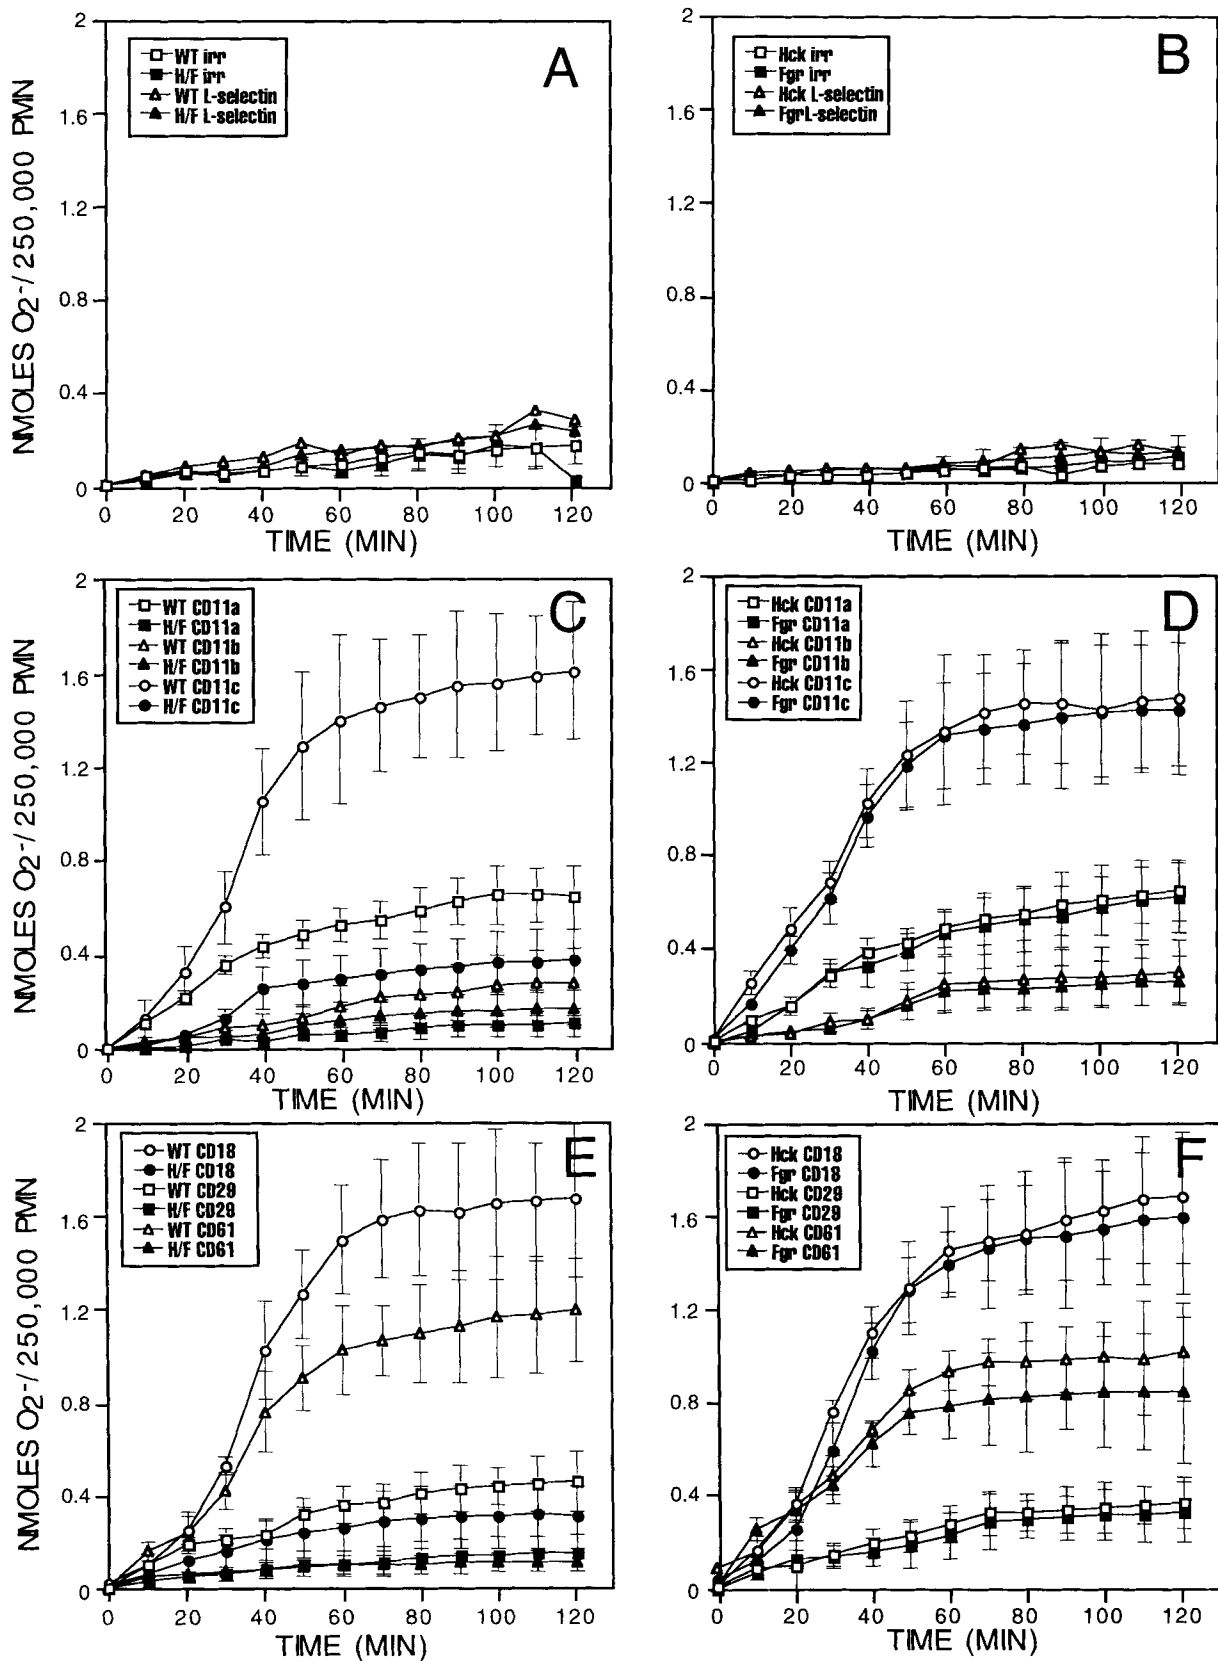 NMOLES O2-/ 250,000 PMN
2
1.6
1.2
0.8
0.4
0
WT irr
H/F irr
WT L-selectin
H/F L-selectin
A
0 20 40 60 80 100 120
TIME (MIN)
2
1.6
1.2
0.8
0.4
0
Hck irr
Fgr irr
Hck L-selectin
FgrL-selectin
B
0 20 40 60 80 100 120
TIME (MIN)
NMOLES O2-/ 250,000 PMN
2
1.6
1.2
0.8
0.4
0
WT CD11a
H/F CD11a
WT CD11b
H/F CD11b
WT CD11c
H/F CD11c
C
0 20 40 60 80 100 120
TIME (MIN)
2
1.6
1.2
0.8
0.4
0
Hck CD11a
Fgr CD11a
Hck CD11b
Fgr CD11b
Hck CD11c
Fgr CD11c
D
0 20 40 60 80 100 120
TIME (MIN)
NMOLES O2-/ 250,000 PMN
2
1.6
1.2
0.8
0.4
0
WT CD18
H/F CD18
WT CD29
H/F CD29
WT CD61
H/F CD61
E
0 20 40 60 80 100 120
TIME (MIN)
2
1.6
1.2
0.8
0.4
0
Hck CD18
Fgr CD18
Hck CD29
Fgr CD29
Hck CD61
Fgr CD61
F
0 20 40 60 80 100 120
TIME (MIN)